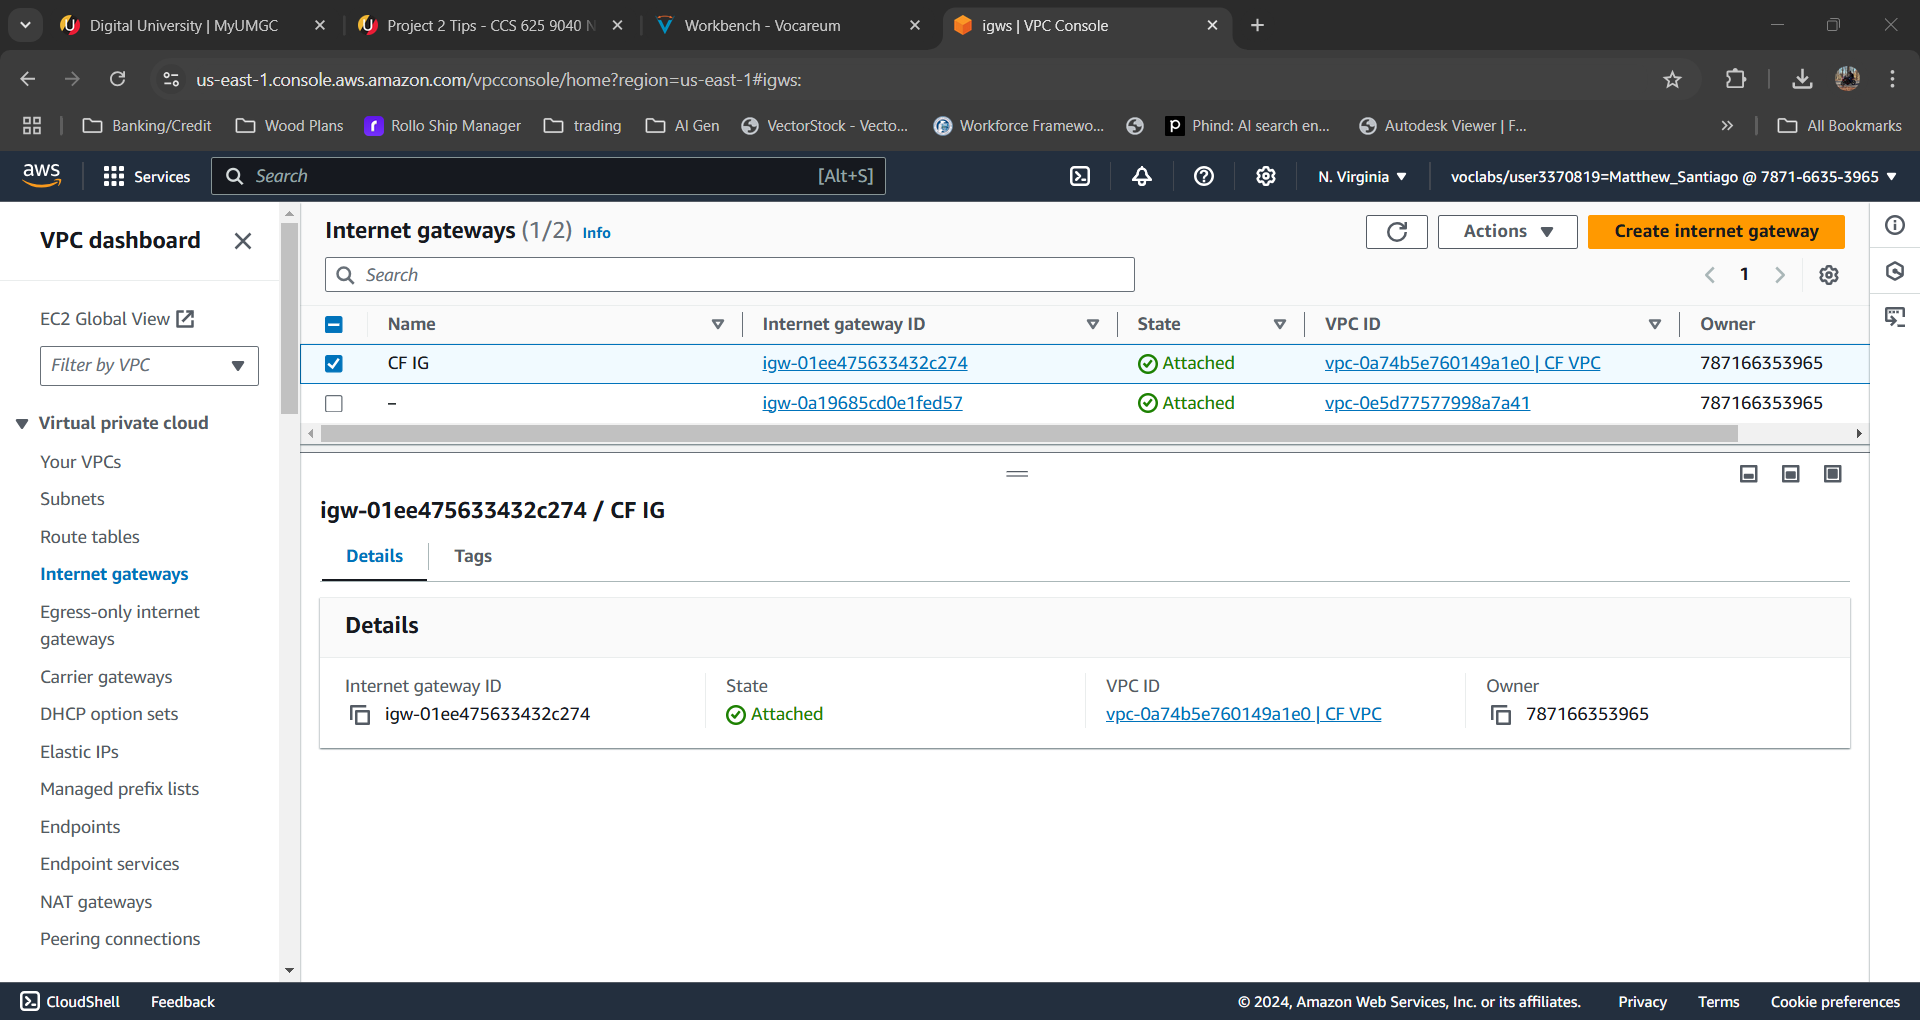 Digital University | MyUMGC
Project 2 Tips - CCS 625 9040
Workbench - Vocareum
igws | VPC Console
us-east-1.console.aws.amazon.com/vpcconsole/home?region=us-east-1#igws:
Banking/Credit
Wood Plans
Rollo Ship Manager
trading
AI Gen
VectorStock - Vecto...
Workforce Framewo...
Phind: AI search en...
Autodesk Viewer | F...
All Bookmarks
aws
Services
Search
[Alt+S]
N. Virginia
voclabs/user3370819=Matthew_Santiago @ 7871-6635-3965
VPC dashboard
EC2 Global View
Filter by VPC
Virtual private cloud
Your VPCs
Subnets
Route tables
Internet gateways
Egress-only internet
gateways
Carrier gateways
DHCP option sets
Elastic IPs
Managed prefix lists
Endpoints
Endpoint services
NAT gateways
Peering connections
Internet gateways (1/2) Info
Actions
Create internet gateway
Search
1
Name Internet gateway ID State VPC ID Owner
CF IG igw-01ee475633432c274 Attached vpc-0a74b5e760149a1e0 | CF VPC 787166353965
– igw-0a19685cd0e1fed57 Attached vpc-0e5d77577998a7a41 787166353965
igw-01ee475633432c274 / CF IG
Details Tags
Details
Internet gateway ID State VPC ID Owner
igw-01ee475633432c274 Attached vpc-0a74b5e760149a1e0 | CF VPC 787166353965
CloudShell Feedback © 2024, Amazon Web Services, Inc. or its affiliates. Privacy Terms Cookie preferences